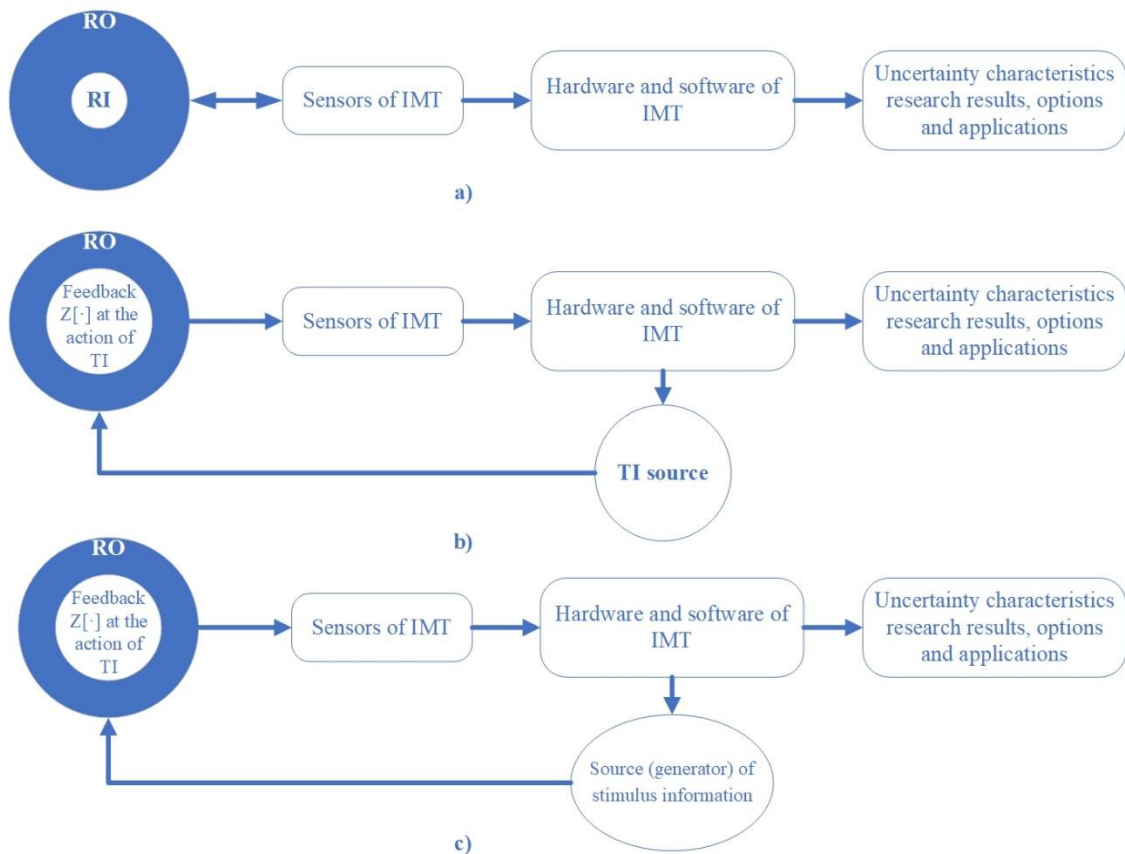 RO
RI
Sensors of IMT
Hardware and software of
IMT
Uncertainty characteristics
research results, options
and applications
a)
RO
Feedback
Z[·] at the
action of
TI
Sensors of IMT
Hardware and software of
IMT
Uncertainty characteristics
research results, options
and applications
TI source
b)
RO
Feedback
Z[·] at the
action of
TI
Sensors of IMT
Hardware and software of
IMT
Uncertainty characteristics
research results, options
and applications
Source (generator) of
stimulus information
c)